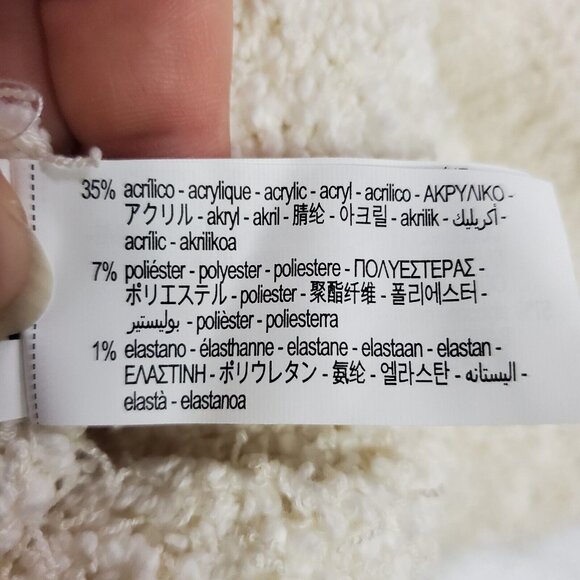 35% acrílico - acrylique - acrylic - acryl - acrilico - ΑΚΡΥΛΙΚΟ -
アクリル - akryl - akril - 腈纶 - 아크릴 - akrilik - أكريليك -
acrílic - akrilikoa
7% poliéster - polyester - poliestere - ΠΟΛΥΕΣΤΕΡΑΣ -
ポリエステル - poliester - 聚酯纤维 - 폴리에스터 -
بوليستير - polièster - poliesterra
1% elastano - élasthanne - elastane - elastaan - elastan -
ΕΛΑΣΤΙΝΗ - ポリウレタン - 氨纶 - 엘라스탄 - اليستانه -
elastà - elastanoa